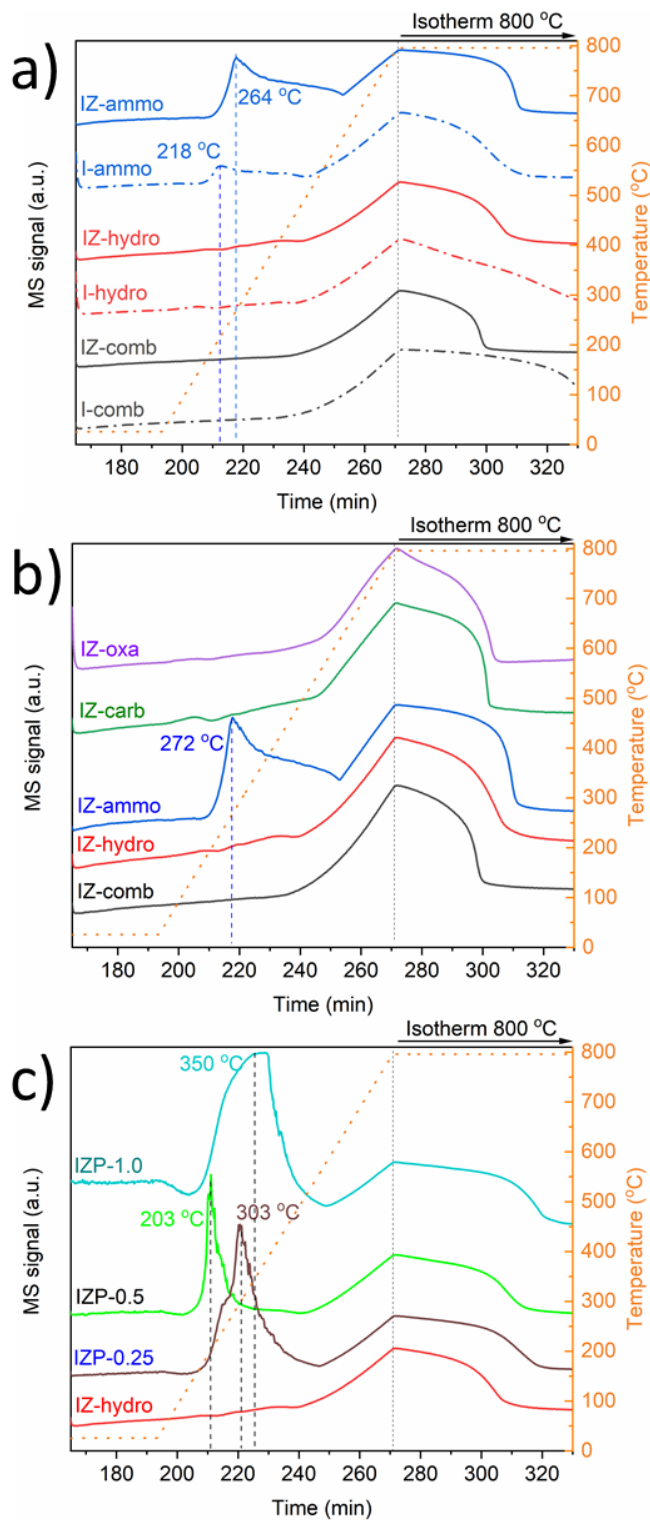 a)
Isotherm 800 °C
MS signal (a.u.)
IZ-ammo
264 °C
218 °C
I-ammo
IZ-hydro
I-hydro
IZ-comb
I-comb
800
700
600
500
400
300
200
100
0
Temperature (°C)
180 200 220 240 260 280 300 320
Time (min)
b)
Isotherm 800 °C
MS signal (a.u.)
IZ-oxa
IZ-carb
272 °C
IZ-ammo
IZ-hydro
IZ-comb
800
700
600
500
400
300
200
100
0
Temperature (°C)
180 200 220 240 260 280 300 320
Time (min)
c)
Isotherm 800 °C
MS signal (a.u.)
350 °C
IZP-1.0
203 °C
303 °C
IZP-0.5
IZP-0.25
IZ-hydro
800
700
600
500
400
300
200
100
0
Temperature (°C)
180 200 220 240 260 280 300 320
Time (min)